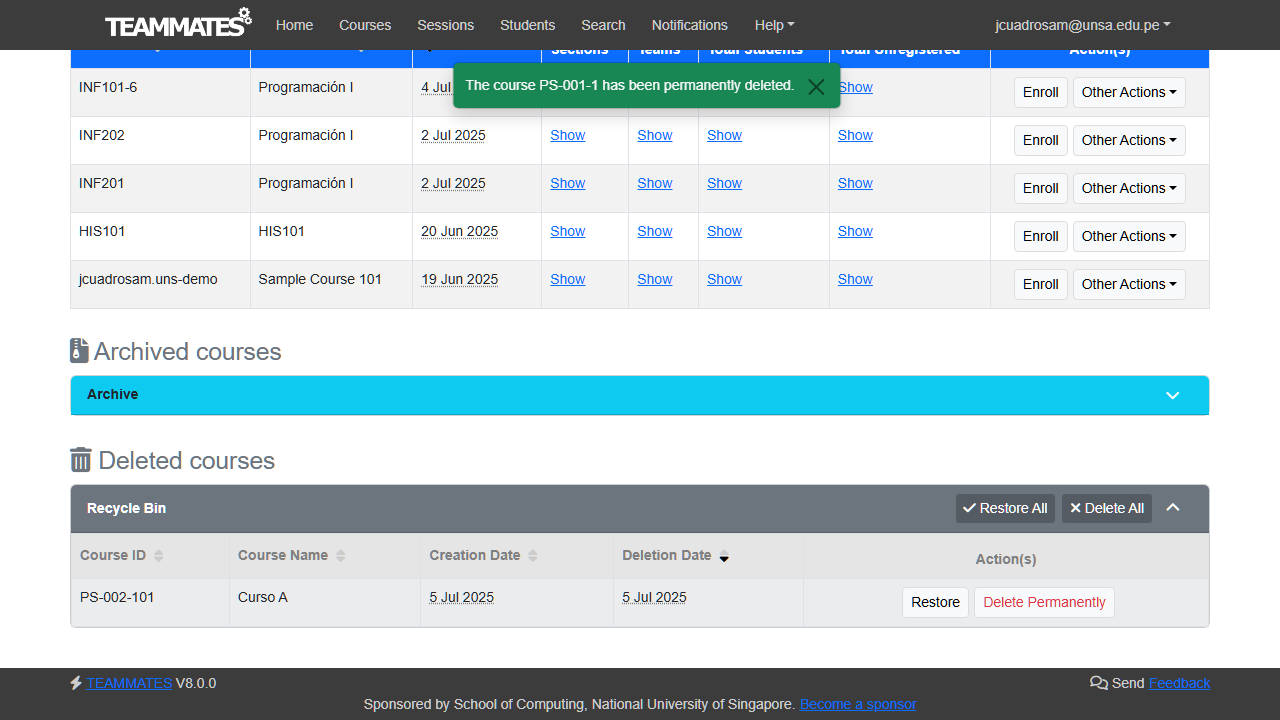 TEAMMATES Home Courses Sessions Students Search Notifications Help jcuadrosam@unsa.edu.pe
Sections Teams Total Students Total Unregistered Action(s)
The course PS-001-1 has been permanently deleted.
INF101-6 Programación I 4 Jul Show Enroll Other Actions
INF202 Programación I 2 Jul 2025 Show Show Show Show Enroll Other Actions
INF201 Programación I 2 Jul 2025 Show Show Show Show Enroll Other Actions
HIS101 HIS101 20 Jun 2025 Show Show Show Show Enroll Other Actions
jcuadrosam.uns-demo Sample Course 101 19 Jun 2025 Show Show Show Show Enroll Other Actions
Archived courses
Archive
Deleted courses
Recycle Bin Restore All Delete All
Course ID Course Name Creation Date Deletion Date Action(s)
PS-002-101 Curso A 5 Jul 2025 5 Jul 2025 Restore Delete Permanently
TEAMMATES V8.0.0 Send Feedback
Sponsored by School of Computing, National University of Singapore. Become a sponsor